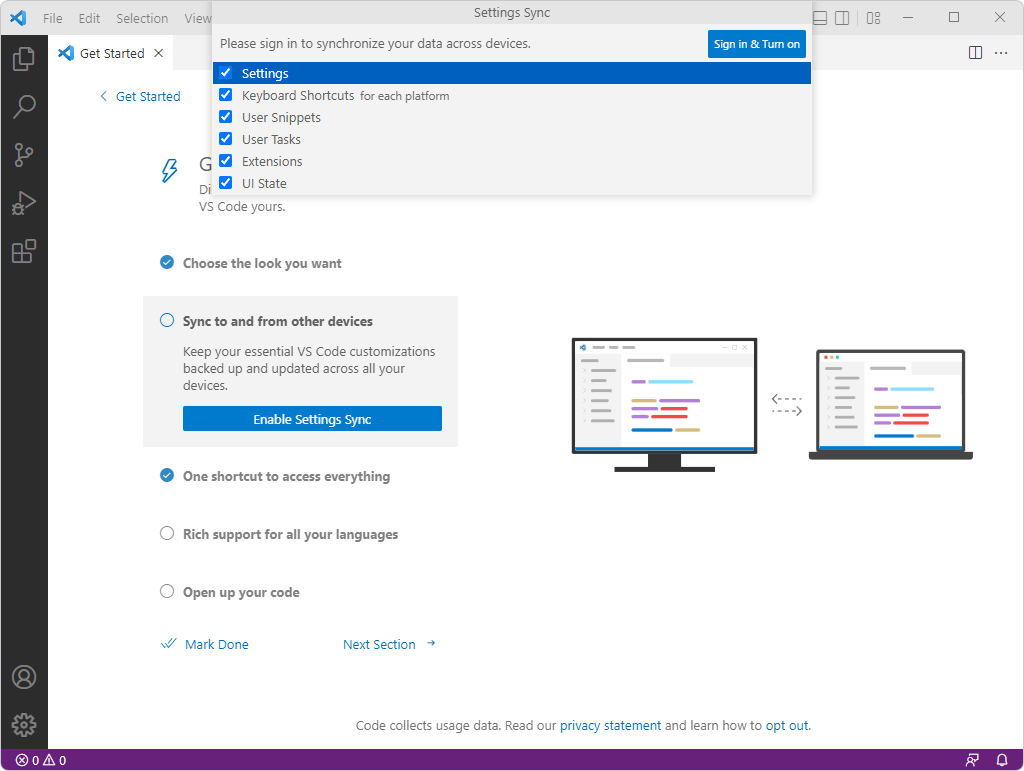 File Edit Selection View
Settings Sync
Please sign in to synchronize your data across devices.
Sign in & Turn on
Get Started
Settings
Keyboard Shortcuts for each platform
User Snippets
User Tasks
Extensions
UI State
Get Started
G
Di
VS Code yours.
Choose the look you want
Sync to and from other devices
Keep your essential VS Code customizations
backed up and updated across all your
devices.
Enable Settings Sync
One shortcut to access everything
Rich support for all your languages
Open up your code
Mark Done
Next Section
Code collects usage data. Read our privacy statement and learn how to opt out.
0 0